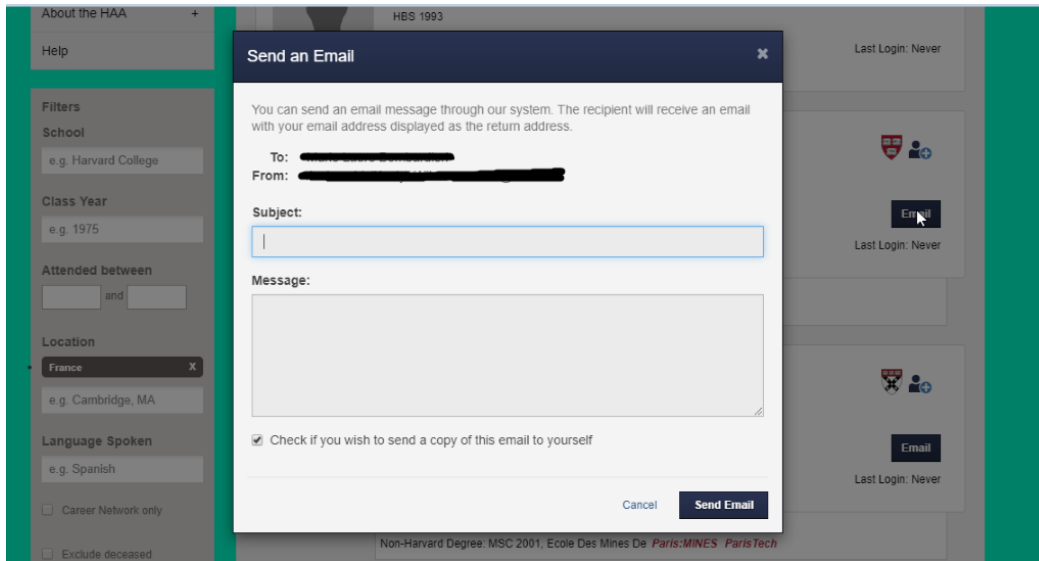 About the HAA +
Help
Filters
School
e.g. Harvard College
Class Year
e.g. 1975
Attended between
and
Location
France X
e.g. Cambridge, MA
Language Spoken
e.g. Spanish
Career Network only
Exclude deceased
HBS 1993
Last Login: Never
Send an Email ×
You can send an email message through our system. The recipient will receive an email
with your email address displayed as the return address.
To:
From:
Subject:
Message:
Check if you wish to send a copy of this email to yourself
Cancel Send Email
Email
Last Login: Never
Email
Last Login: Never
Non-Harvard Degree: MSC 2001, Ecole Des Mines De Paris:MINES ParisTech